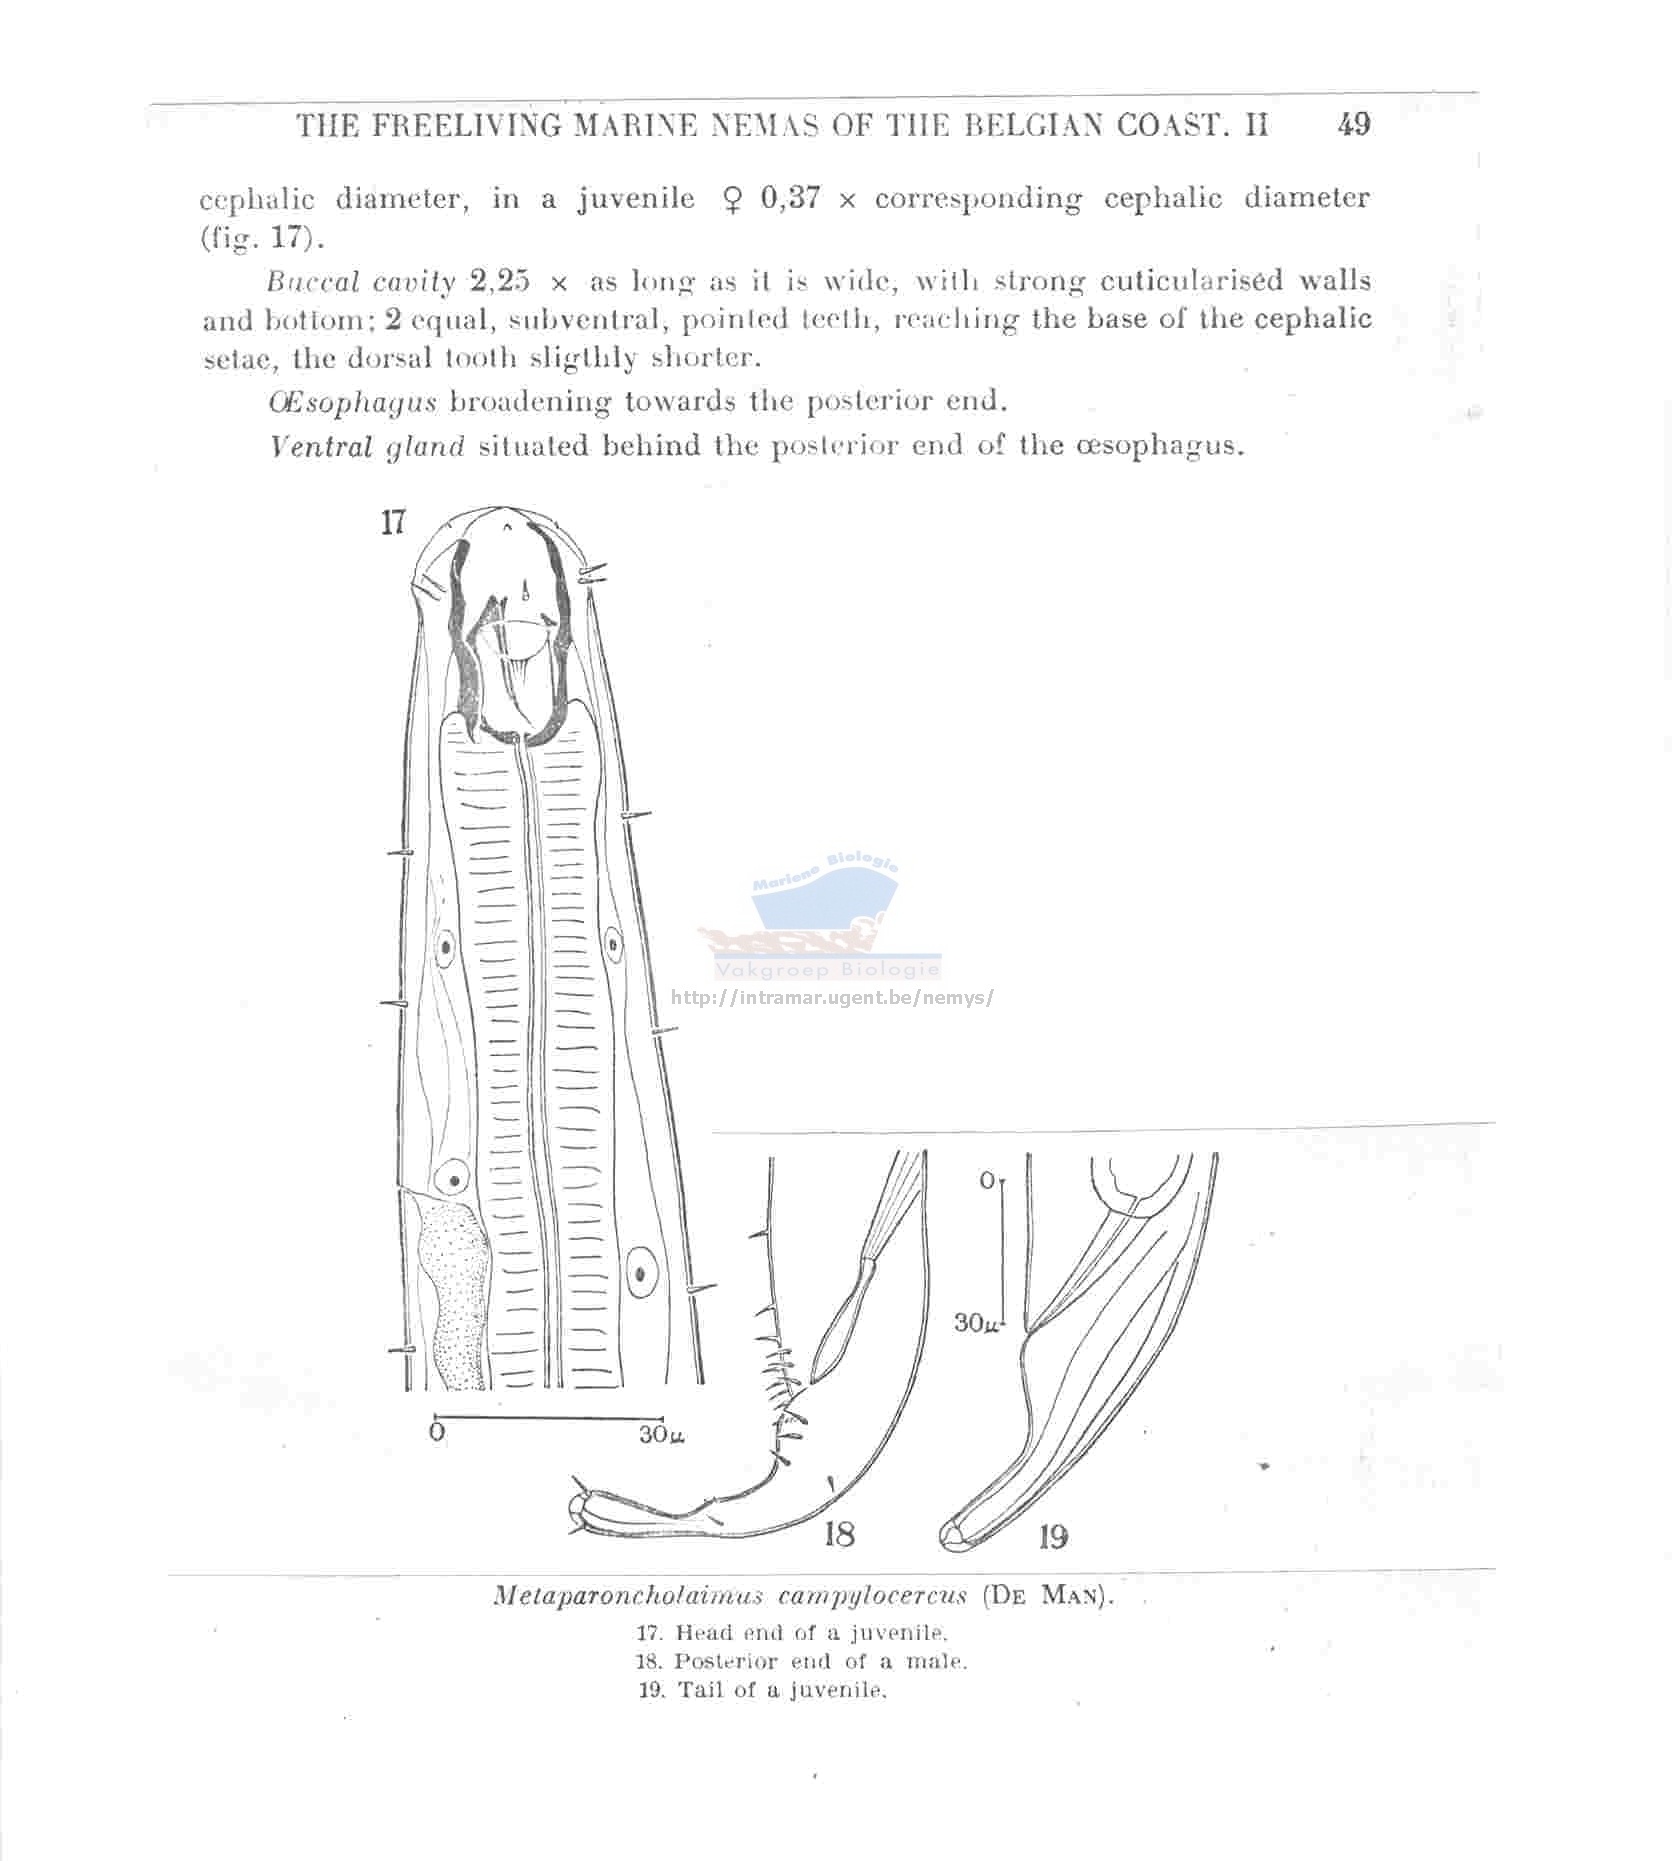 THE FREELIVING MARINE NEMAS OF THE BELGIAN COAST. II 49
cephalic diameter, in a juvenile ♀ 0,37 × corresponding cephalic diameter
(fig. 17).
Buccal cavity 2,25 × as long as it is wide, with strong cuticularised walls
and bottom; 2 equal, subventral, pointed teeth, reaching the base of the cephalic
setae, the dorsal tooth sligthly shorter.
Œsophagus broadening towards the posterior end.
Ventral gland situated behind the posterior end of the œsophagus.
17
Mariene Biologie
Vakgroep Biologie
http://intramar.ugent.be/nemys/
0
30μ
0 30μ
18
19
Metaparoncholaimus campylocercus (DE MAN).
17. Head end of a juvenile.
18. Posterior end of a male.
19. Tail of a juvenile.